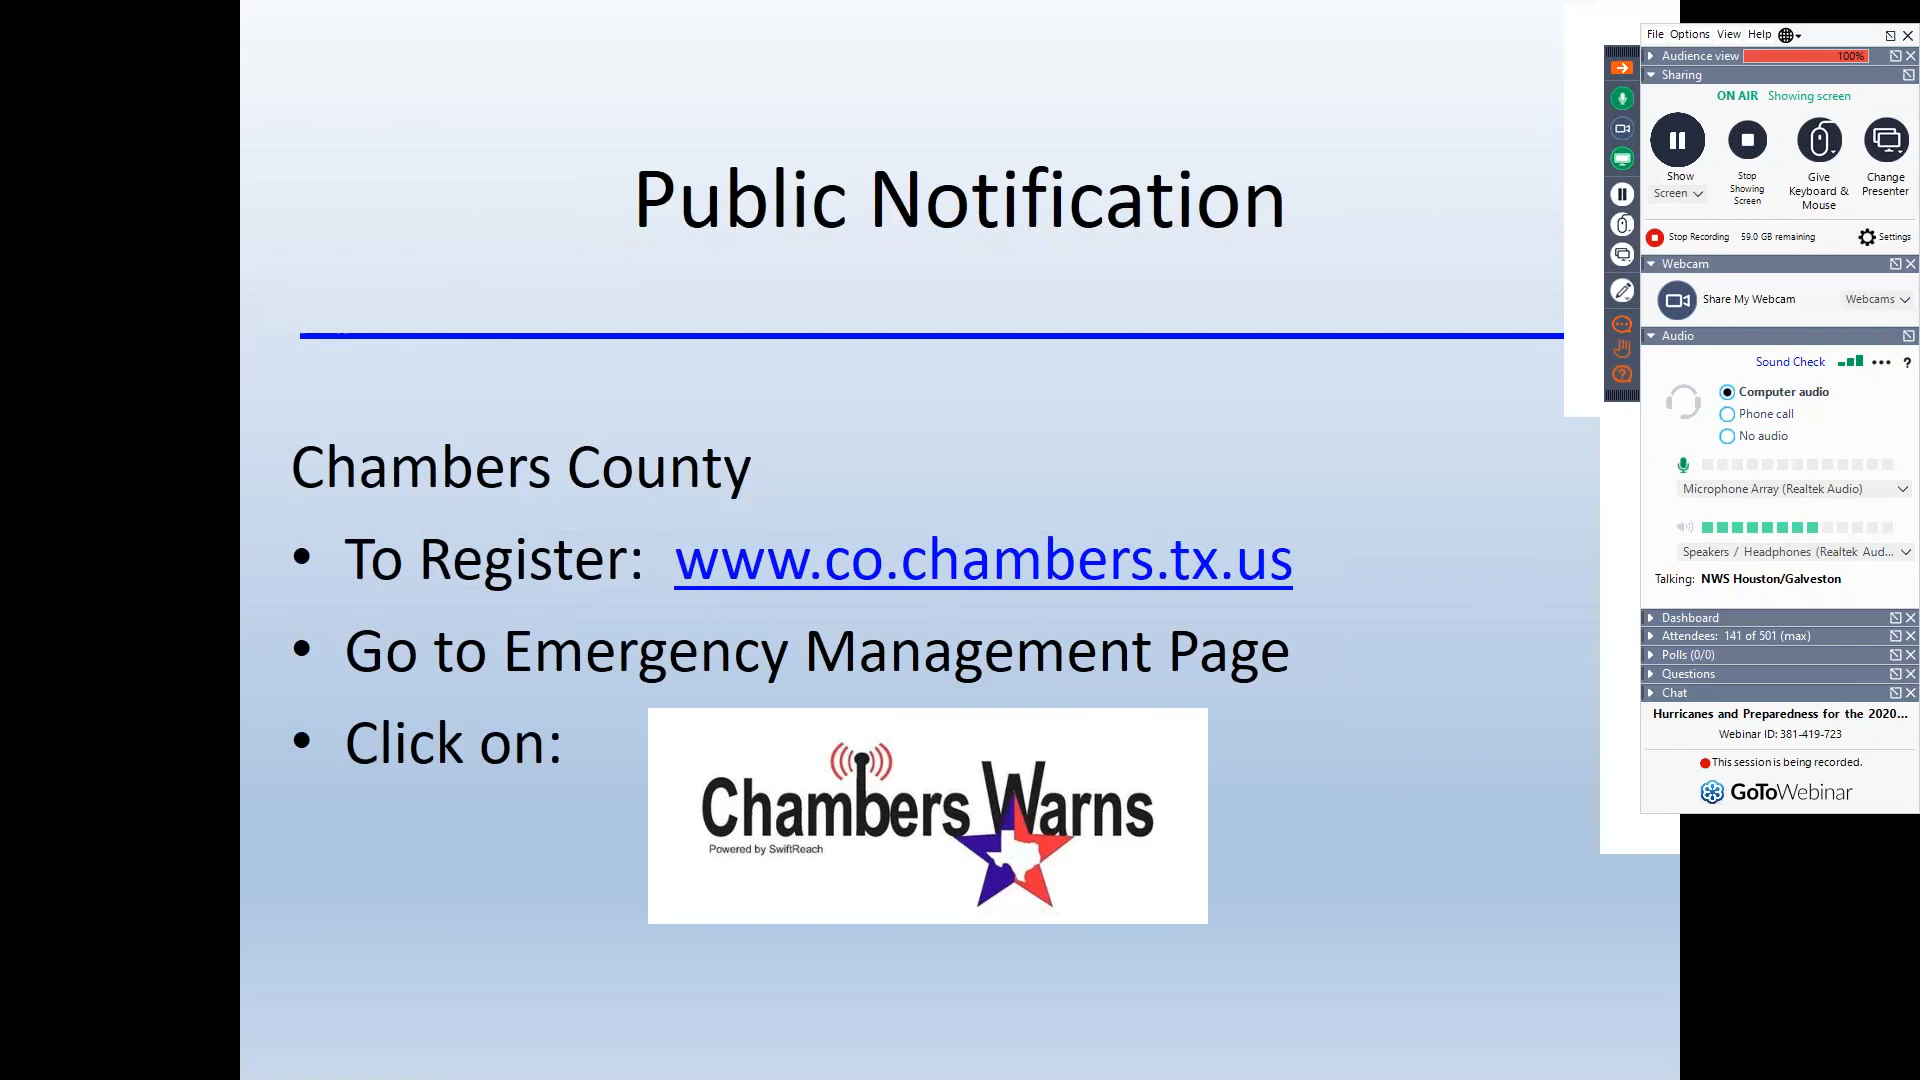 Public Notification
Chambers County
• To Register: www.co.chambers.tx.us
• Go to Emergency Management Page
• Click on:
Chambers Warns
Powered by SwiftReach
File Options View Help
Audience view 100%
Sharing
ON AIR Showing screen
Show
Screen
Stop
Showing
Screen
Give
Keyboard &
Mouse
Change
Presenter
Stop Recording 59.0 GB remaining Settings
Webcam
Share My Webcam Webcams
Audio
Sound Check ?
Computer audio
Phone call
No audio
Microphone Array (Realtek Audio)
Speakers / Headphones (Realtek Aud...
Talking: NWS Houston/Galveston
Dashboard
Attendees: 141 of 501 (max)
Polls (0/0)
Questions
Chat
Hurricanes and Preparedness for the 2020...
Webinar ID: 381-419-723
This session is being recorded.
GoToWebinar